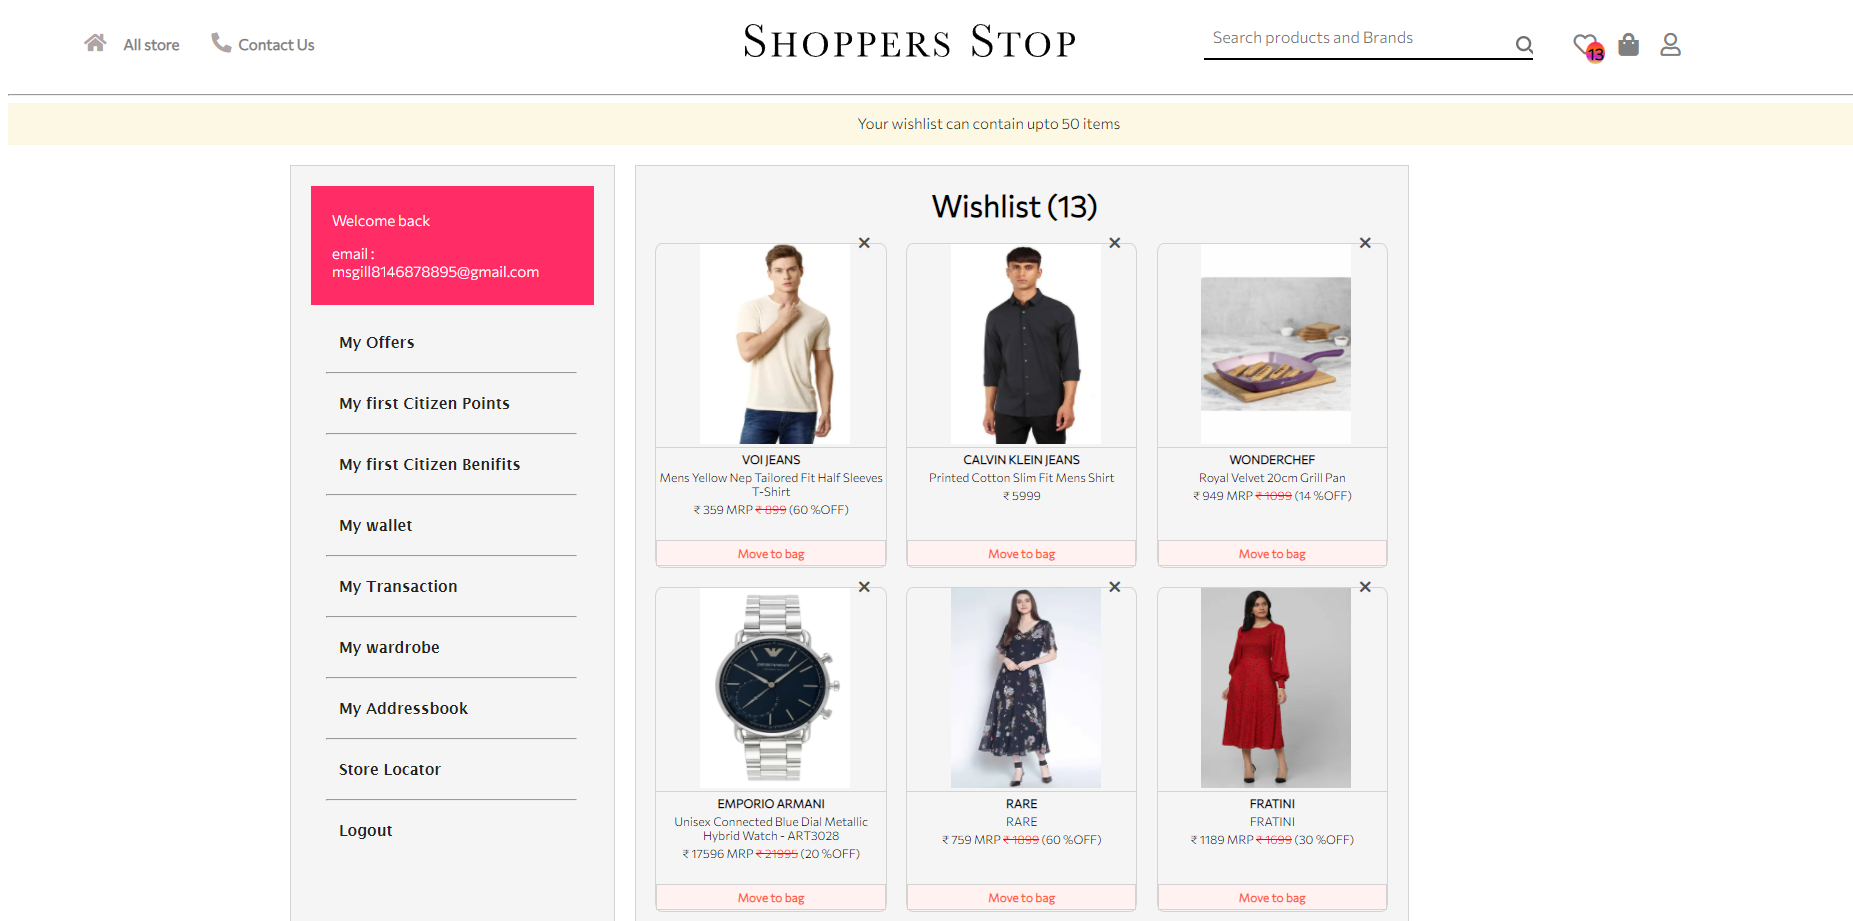 All store
Contact Us
SHOPPERS STOP
Search products and Brands
13
Your wishlist can contain upto 50 items
Welcome back
email :
msgill8146878895@gmail.com
My Offers
My first Citizen Points
My first Citizen Benifits
My wallet
My Transaction
My wardrobe
My Addressbook
Store Locator
Logout
Wishlist (13)
VOI JEANS
Mens Yellow Nep Tailored Fit Half Sleeves
T-Shirt
₹ 359 MRP ₹ 899 (60 %OFF)
Move to bag
CALVIN KLEIN JEANS
Printed Cotton Slim Fit Mens Shirt
₹ 5999
Move to bag
WONDERCHEF
Royal Velvet 20cm Grill Pan
₹ 949 MRP ₹ 1099 (14 %OFF)
Move to bag
EMPORIO ARMANI
Unisex Connected Blue Dial Metallic
Hybrid Watch - ART3028
₹ 17596 MRP ₹ 21995 (20 %OFF)
Move to bag
RARE
RARE
₹ 759 MRP ₹ 1899 (60 %OFF)
Move to bag
FRATINI
FRATINI
₹ 1189 MRP ₹ 1699 (30 %OFF)
Move to bag